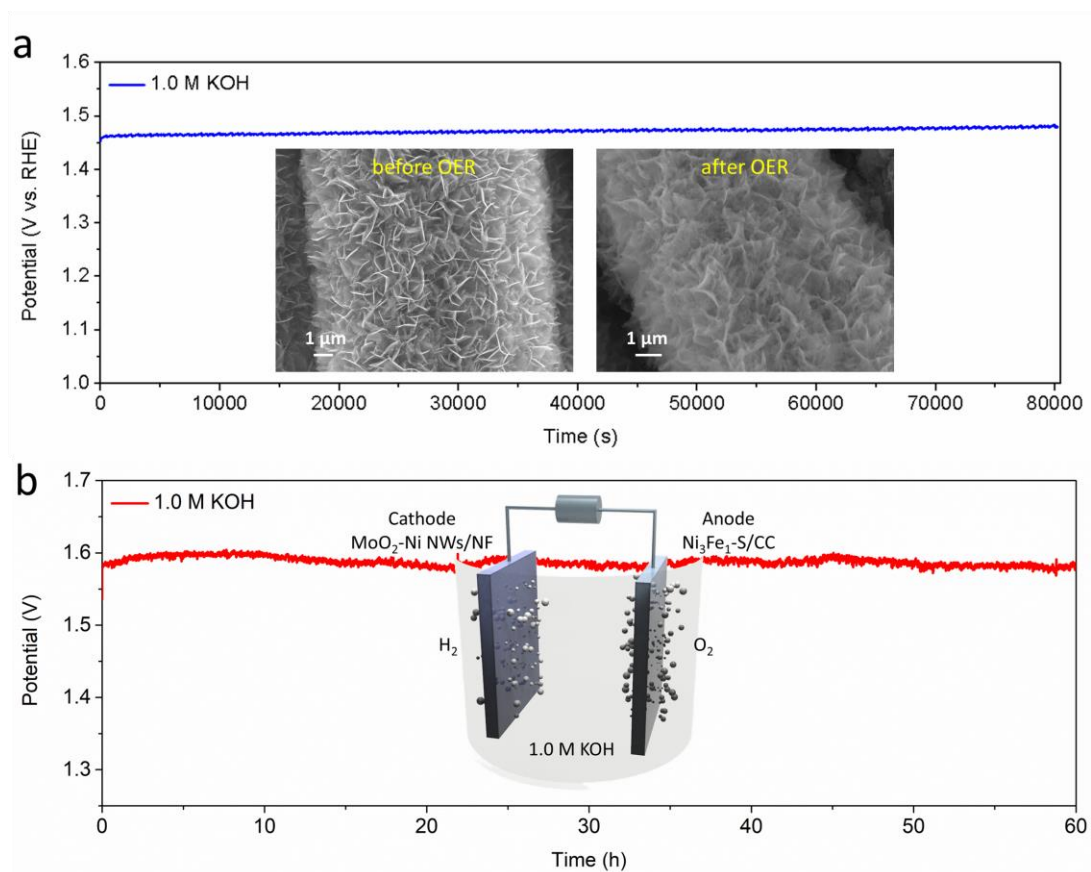 a
1.6
1.5
1.4
1.3
1.2
1.1
1.0
Potential (V vs. RHE)
1.0 M KOH
before OER
after OER
1 μm
1 μm
0
10000
20000
30000
40000
50000
60000
70000
80000
Time (s)
b
1.7
1.6
1.5
1.4
1.3
Potential (V)
1.0 M KOH
Cathode
MoO₂-Ni NWs/NF
Anode
Ni₃Fe₁-S/CC
H₂
O₂
1.0 M KOH
0
10
20
30
40
50
60
Time (h)